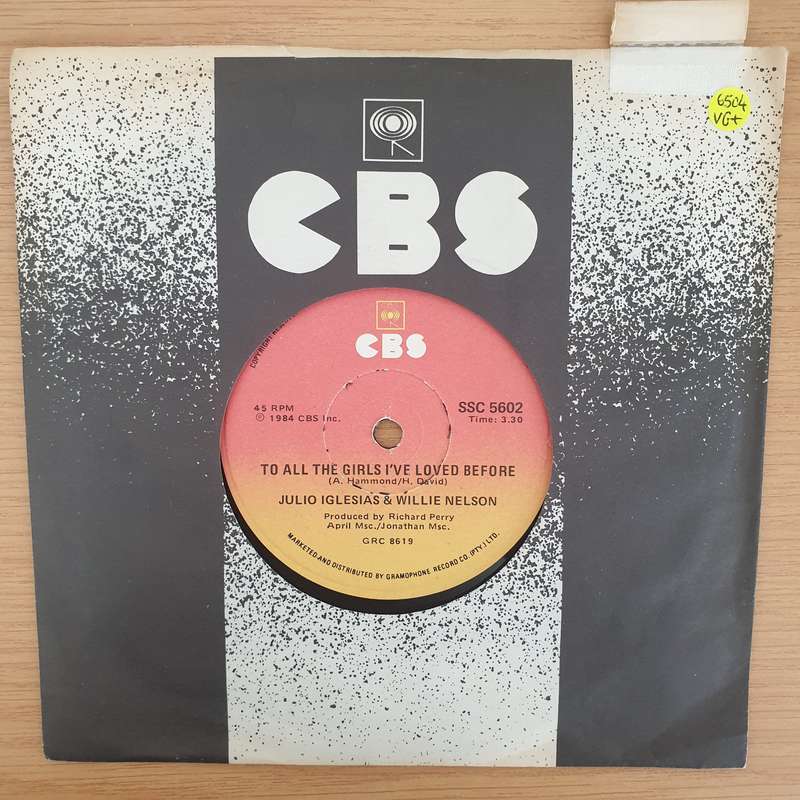 6504
VG+
CBS
CBS
COPYRIGHT
45 RPM
℗ 1984 CBS Inc.
SSC 5602
Time: 3.30
TO ALL THE GIRLS I'VE LOVED BEFORE
(A. Hammond/H. David)
JULIO IGLESIAS & WILLIE NELSON
Produced by Richard Perry
April Msc./Jonathan Msc.
GRC 8619
MARKETED AND DISTRIBUTED BY GRAMOPHONE RECORD CO. (PTY.) LTD.